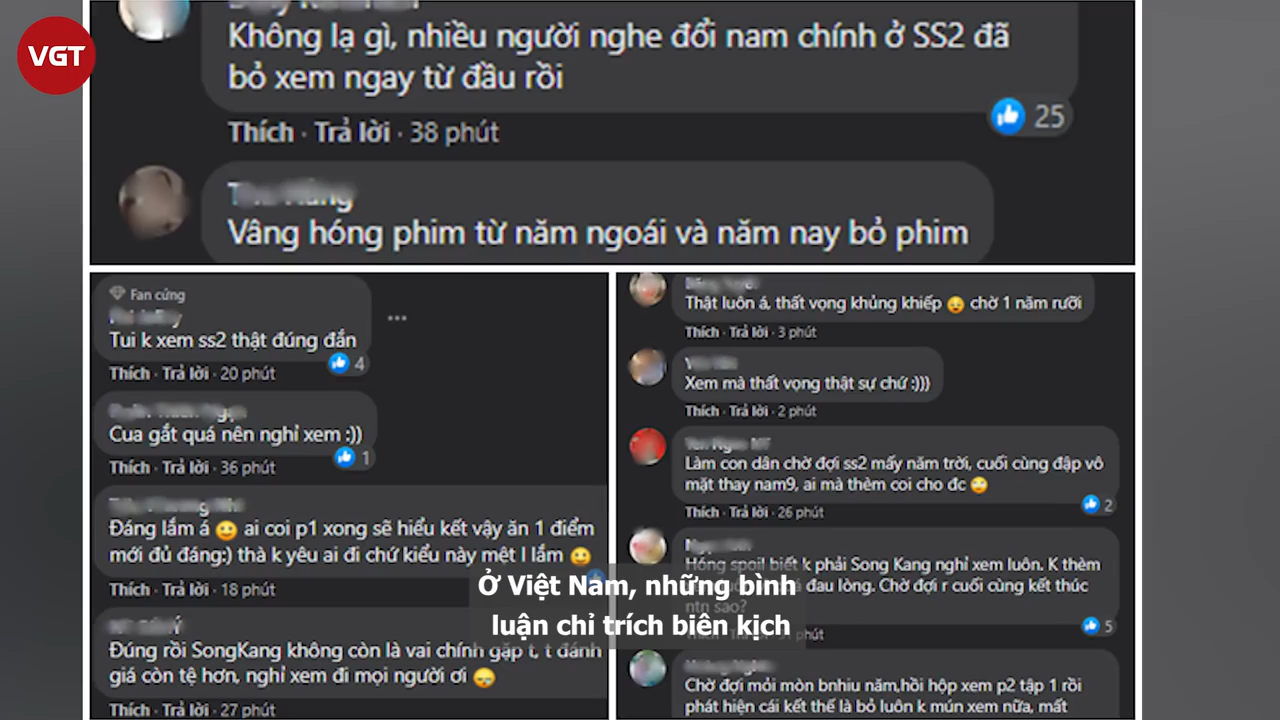 VGT
Không lạ gì, nhiều người nghe đổi nam chính ở SS2 đã
bỏ xem ngay từ đầu rồi
25
Thích · Trả lời · 38 phút
Vâng hóng phim từ năm ngoái và năm nay bỏ phim
Fan cứng
Tui k xem ss2 thật đúng đắn
4
Thích · Trả lời · 20 phút
Cua gắt quá nên nghỉ xem :))
1
Thích · Trả lời · 36 phút
Đáng lắm á 🙂 ai coi p1 xong sẽ hiểu kết vậy ăn 1 điểm
mới đủ đáng:) thà k yêu ai đi chứ kiểu này mệt l lắm 🙂
Thích · Trả lời · 18 phút
Đúng rồi SongKang không còn là vai chính gặp t, t đánh
giá còn tệ hơn, nghỉ xem đi mọi người ơi 😪
Thích · Trả lời · 27 phút
Thật luôn á, thất vọng khủng khiếp 😥 chờ 1 năm rưỡi
Thích · Trả lời · 3 phút
Xem mà thất vọng thật sự chứ :)))
Thích · Trả lời · 2 phút
Làm con dân chờ đợi ss2 mấy năm trời, cuối cùng đập vô
mặt thay nam9, ai mà thèm coi cho đc 🙄
2
Thích · Trả lời · 26 phút
Hóng spoil biết k phải Song Kang nghỉ xem luôn. K thèm
đau lòng. Chờ đợi r cuối cùng kết thúc
ntn sao?
5
phút
Chờ đợi mỏi mòn bnhiu năm,hồi hộp xem p2 tập 1 rồi
phát hiện cái kết thế là bỏ luôn k mún xem nữa, mất
Ở Việt Nam, những bình
luận chỉ trích biên kịch